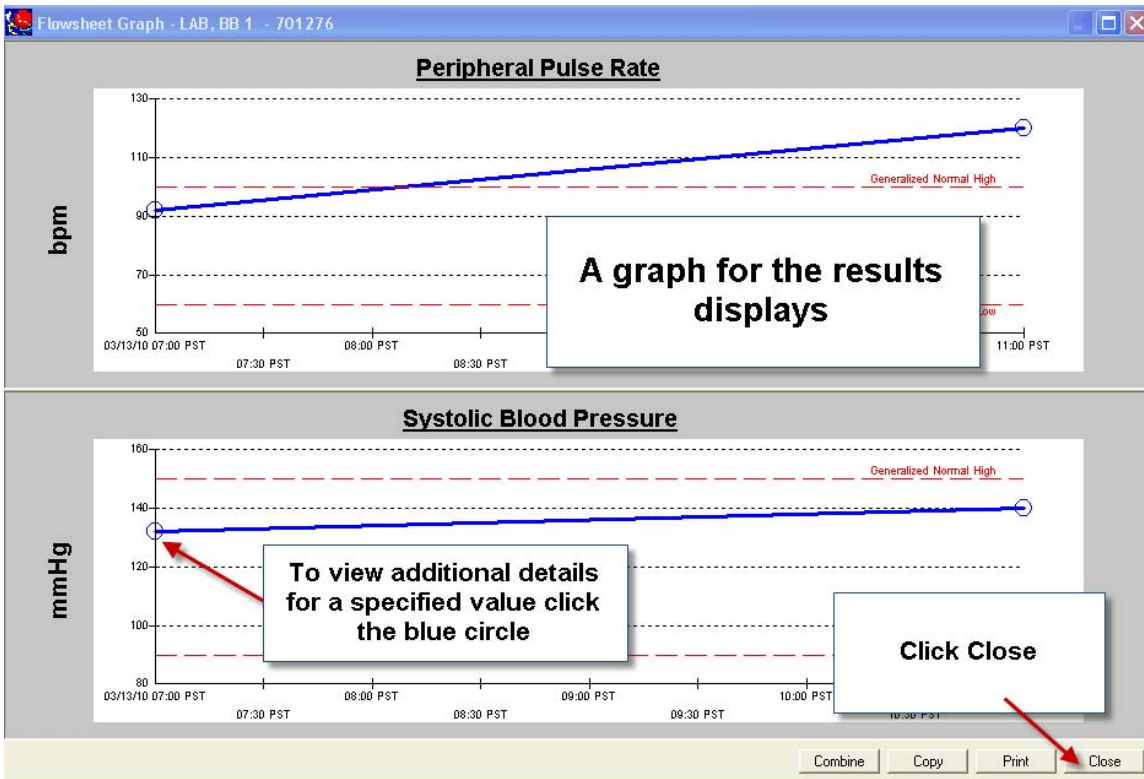 Flowsheet Graph - LAB, BB 1 - 701276
Peripheral Pulse Rate
130
110
Generalized Normal High
90
bpm
A graph for the results
displays
70
Low
50
03/13/10 07:00 PST
08:00 PST
11:00 PST
07:30 PST
08:30 PST
Systolic Blood Pressure
160
Generalized Normal High
140
mmHg
120
To view additional details
for a specified value click
the blue circle
100
Click Close
80
03/13/10 07:00 PST
08:00 PST
09:00 PST
10:00 PST
07:30 PST
08:30 PST
09:30 PST
10:30 PST
Combine
Copy
Print
Close